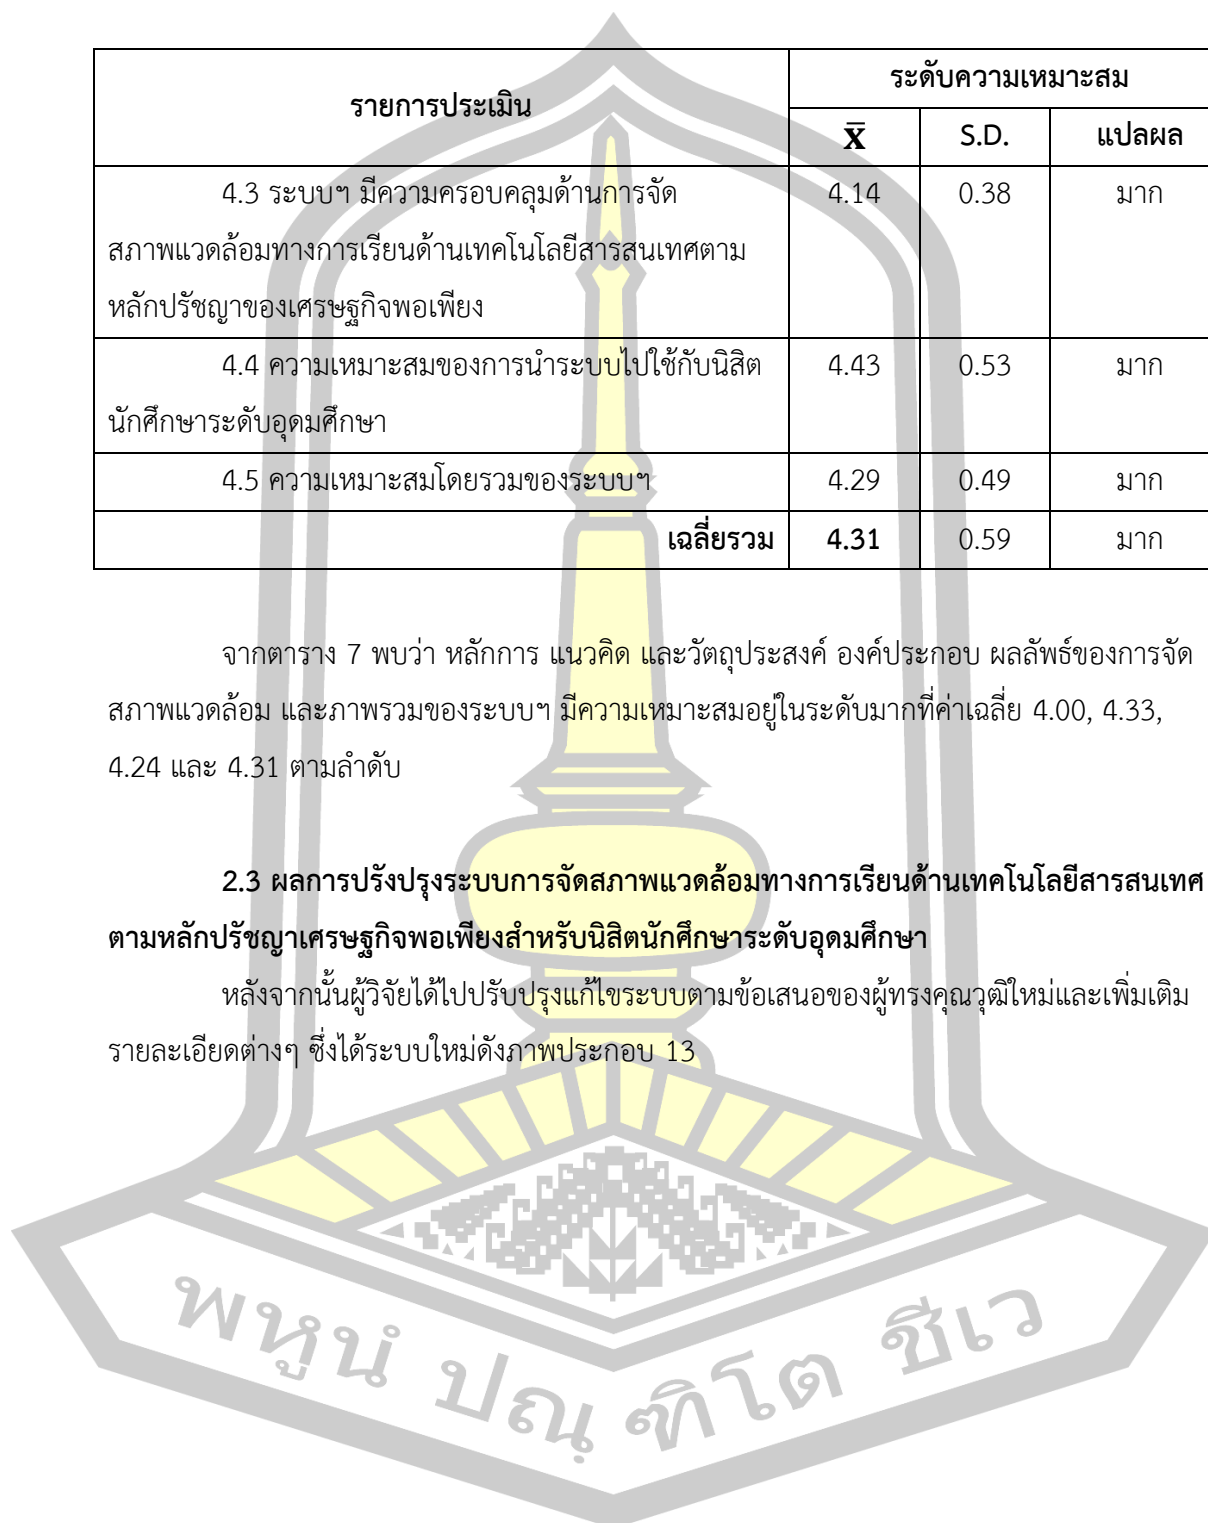 รายการประเมิน
ระดับความเหมาะสม
x̄ S.D. แปลผล
4.3 ระบบฯ มีความครอบคลุมด้านการจัด 4.14 0.38 มาก
สภาพแวดล้อมทางการเรียนด้านเทคโนโลยีสารสนเทศตาม
หลักปรัชญาของเศรษฐกิจพอเพียง
4.4 ความเหมาะสมของการนำระบบไปใช้กับนิสิต 4.43 0.53 มาก
นักศึกษาระดับอุดมศึกษา
4.5 ความเหมาะสมโดยรวมของระบบฯ 4.29 0.49 มาก
เฉลี่ยรวม 4.31 0.59 มาก
จากตาราง 7 พบว่า หลักการ แนวคิด และวัตถุประสงค์ องค์ประกอบ ผลลัพธ์ของการจัด
สภาพแวดล้อม และภาพรวมของระบบฯ มีความเหมาะสมอยู่ในระดับมากที่ค่าเฉลี่ย 4.00, 4.33,
4.24 และ 4.31 ตามลำดับ
2.3 ผลการปรังปรุงระบบการจัดสภาพแวดล้อมทางการเรียนด้านเทคโนโลยีสารสนเทศ
ตามหลักปรัชญาเศรษฐกิจพอเพียงสำหรับนิสิตนักศึกษาระดับอุดมศึกษา
หลังจากนั้นผู้วิจัยได้ไปปรับปรุงแก้ไขระบบตามข้อเสนอของผู้ทรงคุณวุฒิใหม่และเพิ่มเติม
รายละเอียดต่างๆ ซึ่งได้ระบบใหม่ดังภาพประกอบ 13
พหูนํ ปณฺฑิโต ชีเว